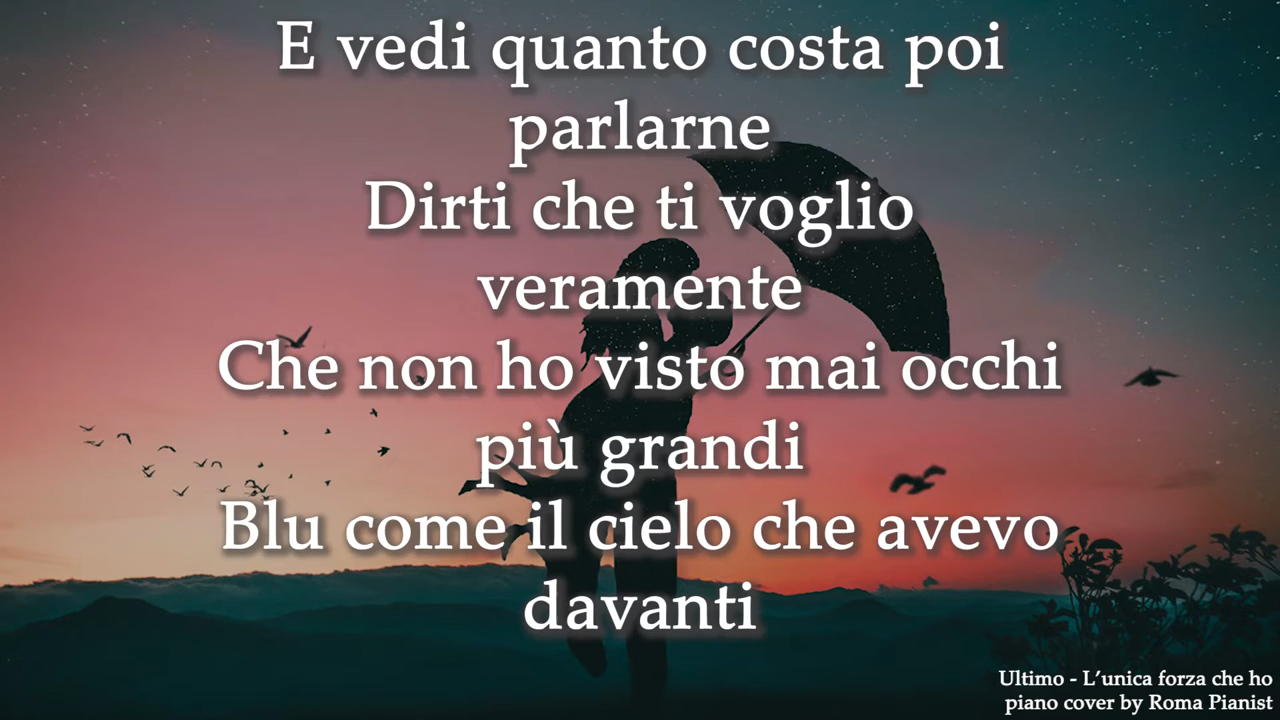 E vedi quanto costa poi
parlarne
Dirti che ti voglio
veramente
Che non ho visto mai occhi
più grandi
Blu come il cielo che avevo
davanti
Ultimo - L’unica forza che ho
piano cover by Roma Pianist